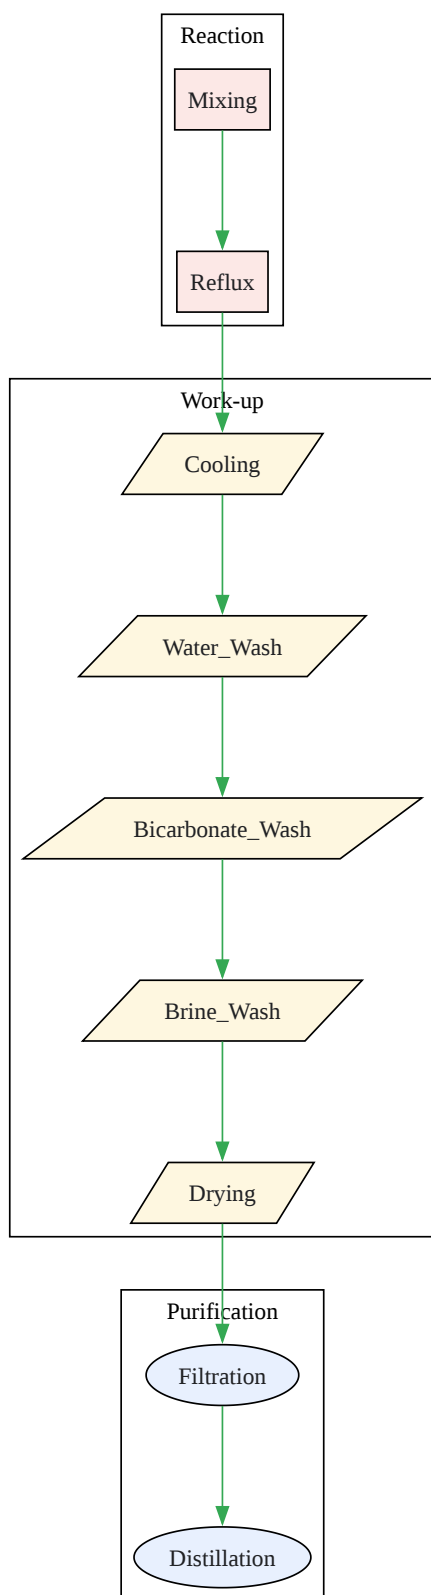 Reaction
Mixing
Reflux
Work-up
Cooling
Water_Wash
Bicarbonate_Wash
Brine_Wash
Drying
Purification
Filtration
Distillation